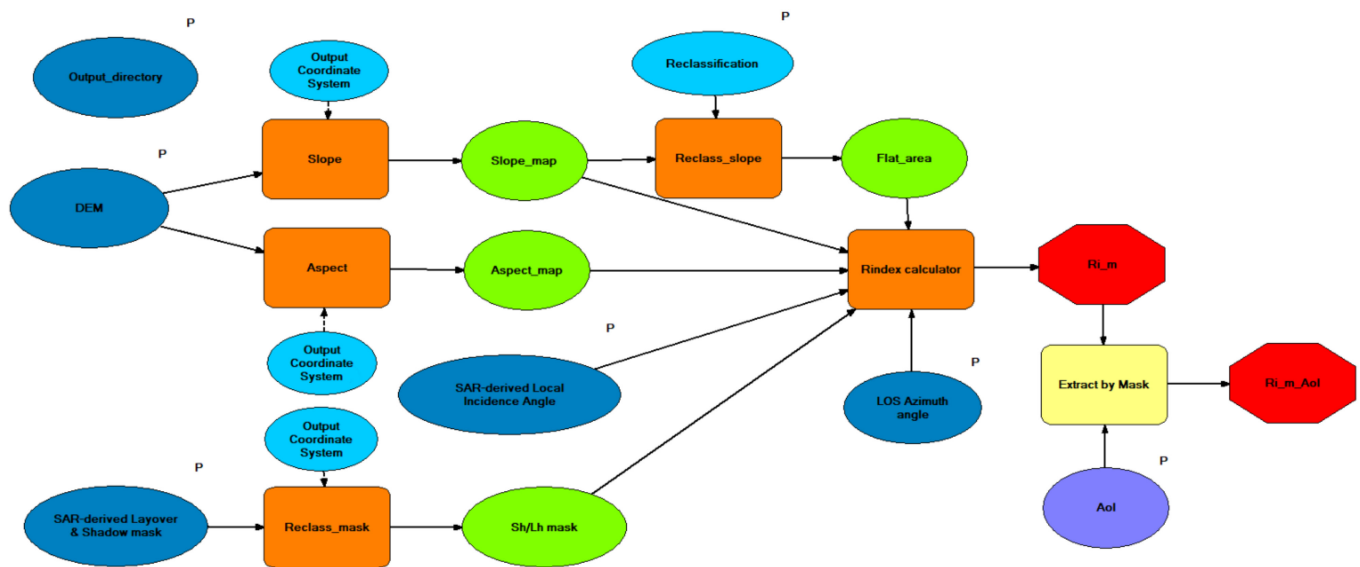 P
P
Output_directory
Output
Coordinate
System
Reclassification
P
Slope
Slope_map
Reclass_slope
Flat_area
DEM
Aspect
Aspect_map
Rindex calculator
Ri_m
Output
Coordinate
System
P
SAR-derived Local
Incidence Angle
P
LOS Azimuth
angle
Extract by Mask
Ri_m_AoI
Output
Coordinate
System
P
P
SAR-derived Layover
& Shadow mask
Reclass_mask
Sh/Lh mask
AoI